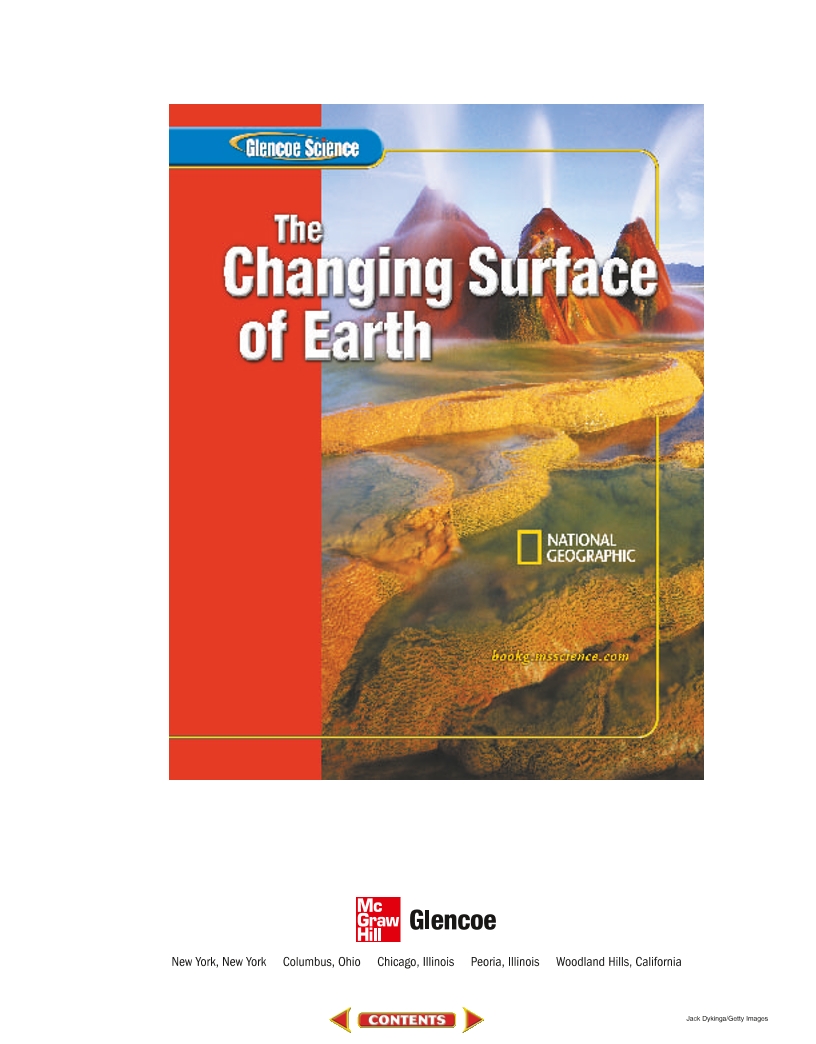 Glencoe Science
The
Changing Surface
of Earth
NATIONAL
GEOGRAPHIC
bookg.msscience.com
Mc
Graw
Hill
Glencoe
New York, New York Columbus, Ohio Chicago, Illinois Peoria, Illinois Woodland Hills, California
CONTENTS
Jack Dykinga/Getty Images